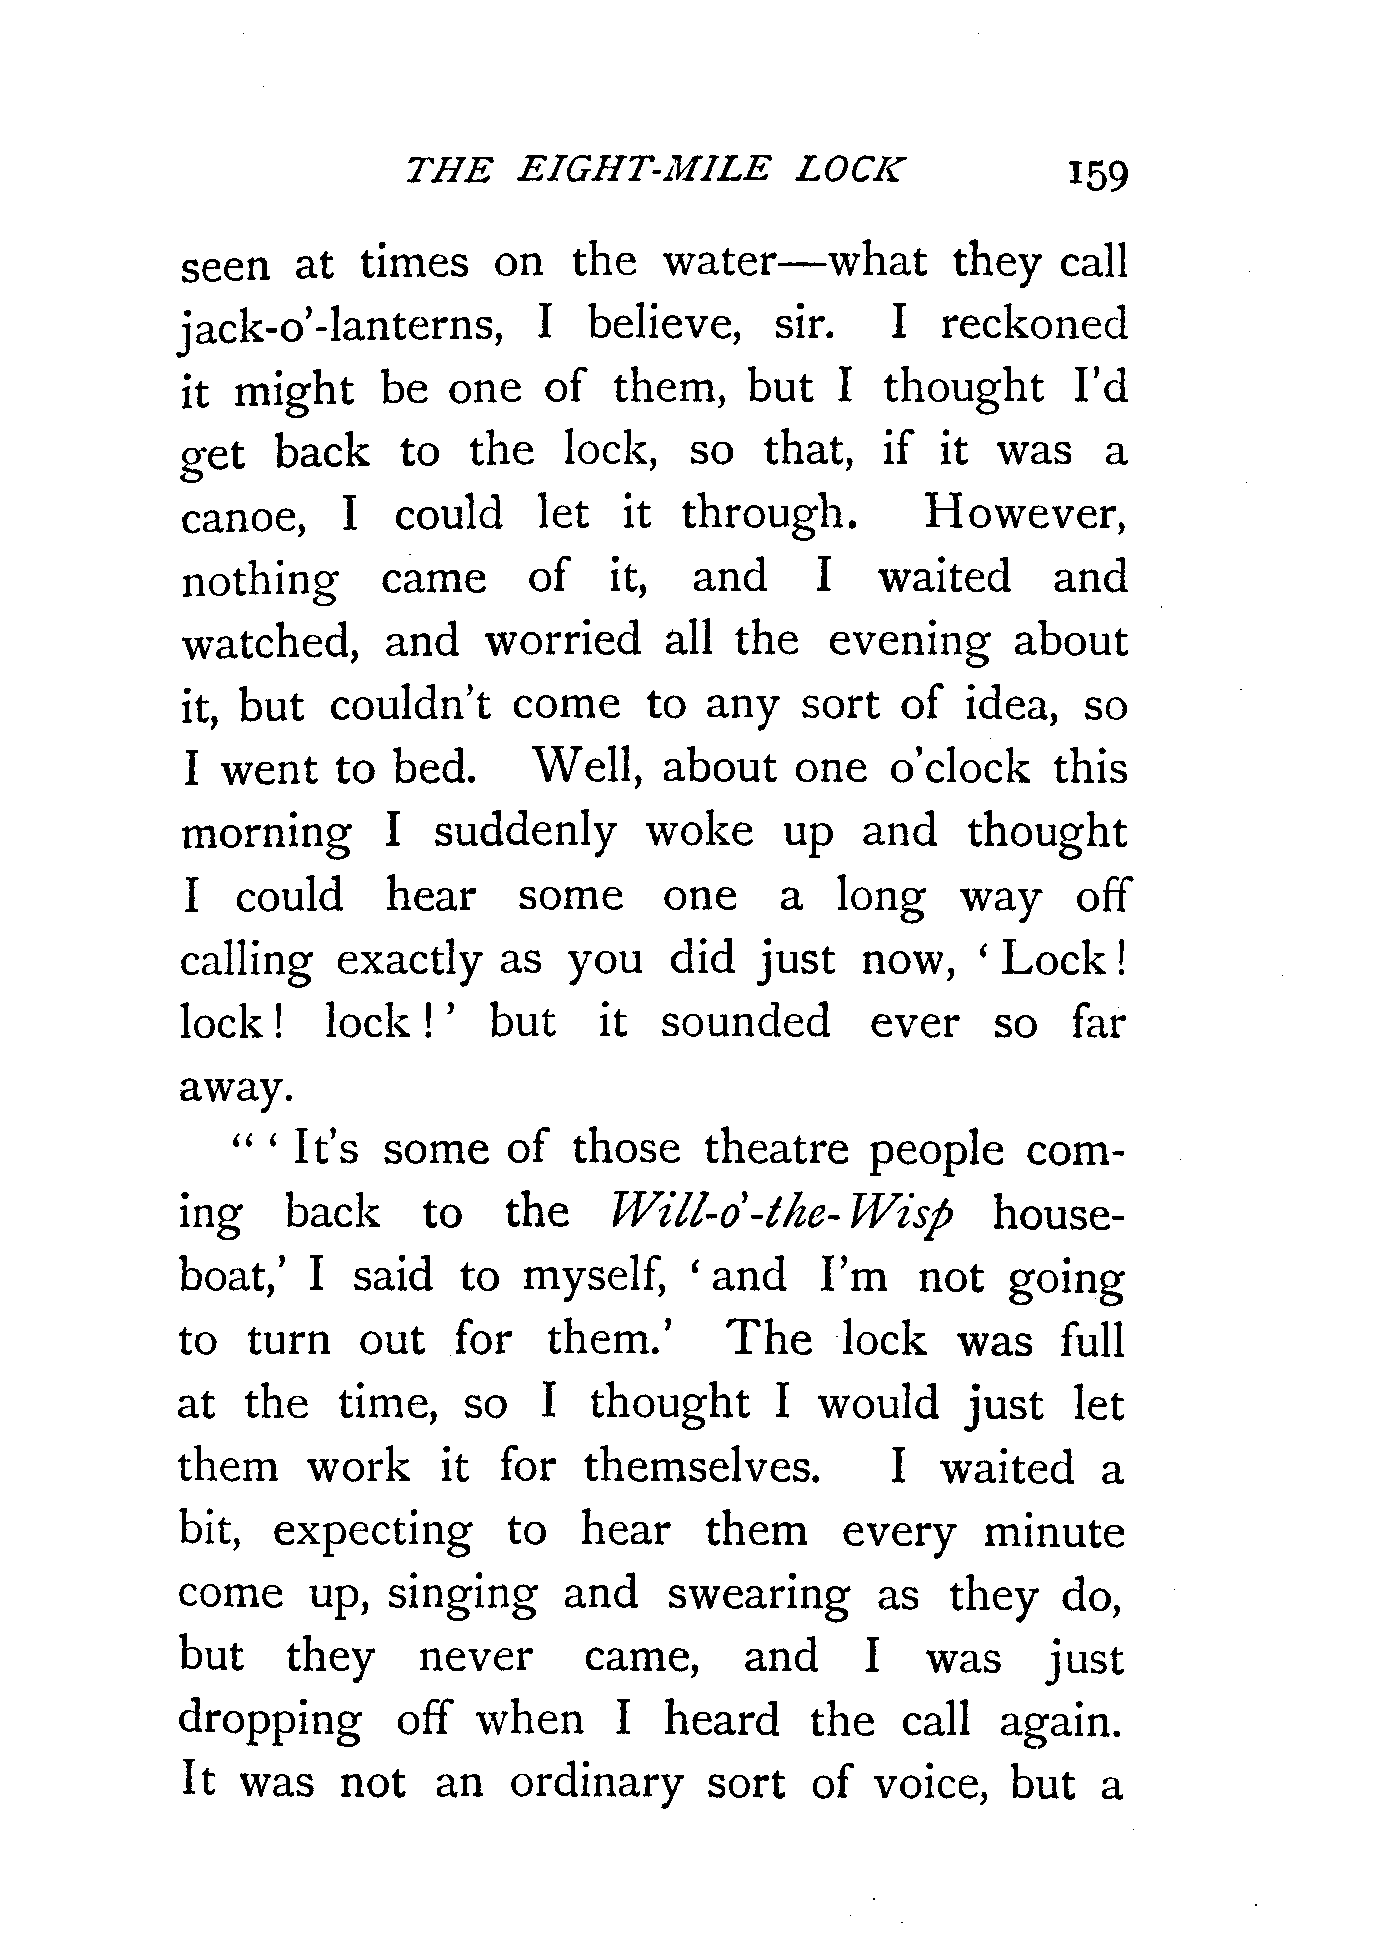 THE EIGHT-MILE LOCK 159
seen at times on the water—what they call
jack-o'-lanterns, I believe, sir. I reckoned
it might be one of them, but I thought I'd
get back to the lock, so that, if it was a
canoe, I could let it through. However,
nothing came of it, and I waited and
watched, and worried all the evening about
it, but couldn't come to any sort of idea, so
I went to bed. Well, about one o'clock this
morning I suddenly woke up and thought
I could hear some one a long way off
calling exactly as you did just now, ‘Lock!
lock! lock!’ but it sounded ever so far
away.
“‘It's some of those theatre people com-
ing back to the Will-o'-the-Wisp house-
boat,’ I said to myself, ‘and I'm not going
to turn out for them.’ The lock was full
at the time, so I thought I would just let
them work it for themselves. I waited a
bit, expecting to hear them every minute
come up, singing and swearing as they do,
but they never came, and I was just
dropping off when I heard the call again.
It was not an ordinary sort of voice, but a